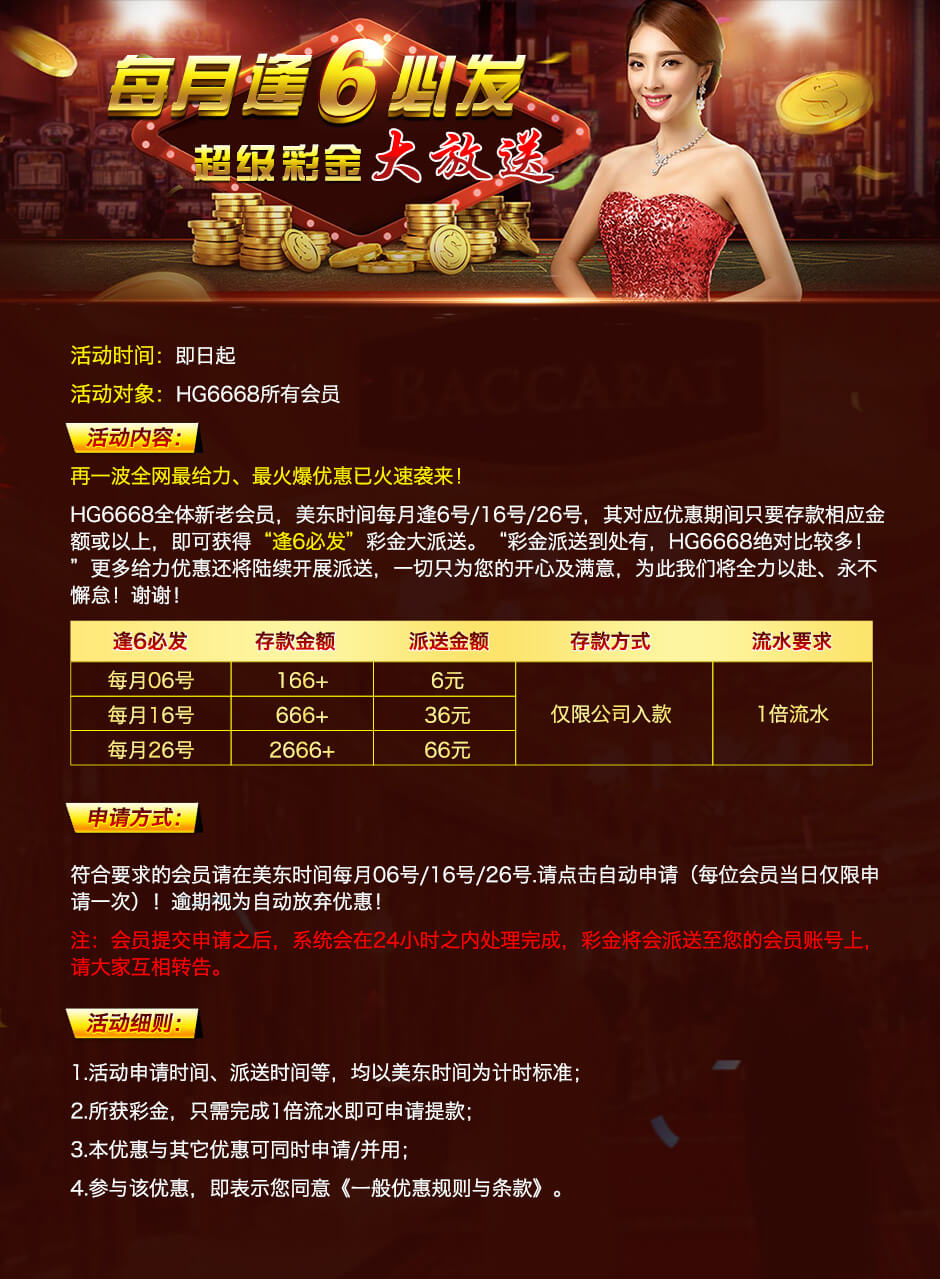 每月逢6必发
超级彩金大放送
活动时间：即日起
BACCARAT
活动对象：HG6668所有会员
活动内容：
再一波全网最给力、最火爆优惠已火速袭来！
HG6668全体新老会员，美东时间每月逢6号/16号/26号，其对应优惠期间只要存款相应金
额或以上，即可获得“逢6必发”彩金大派送。“彩金派送到处有，HG6668绝对比较多！
”更多给力优惠还将陆续开展派送，一切只为您的开心及满意，为此我们将全力以赴、永不
懈怠！谢谢！
逢6必发 存款金额 派送金额 存款方式 流水要求
每月06号 166+ 6元
每月16号 666+ 36元 仅限公司入款 1倍流水
每月26号 2666+ 66元
申请方式：
符合要求的会员请在美东时间每月06号/16号/26号.请点击自动申请（每位会员当日仅限申
请一次）！逾期视为自动放弃优惠！
注：会员提交申请之后，系统会在24小时之内处理完成，彩金将会派送至您的会员账号上，
请大家互相转告。
活动细则：
1.活动申请时间、派送时间等，均以美东时间为计时标准；
2.所获彩金，只需完成1倍流水即可申请提款；
3.本优惠与其它优惠可同时申请/并用；
4.参与该优惠，即表示您同意《一般优惠规则与条款》。